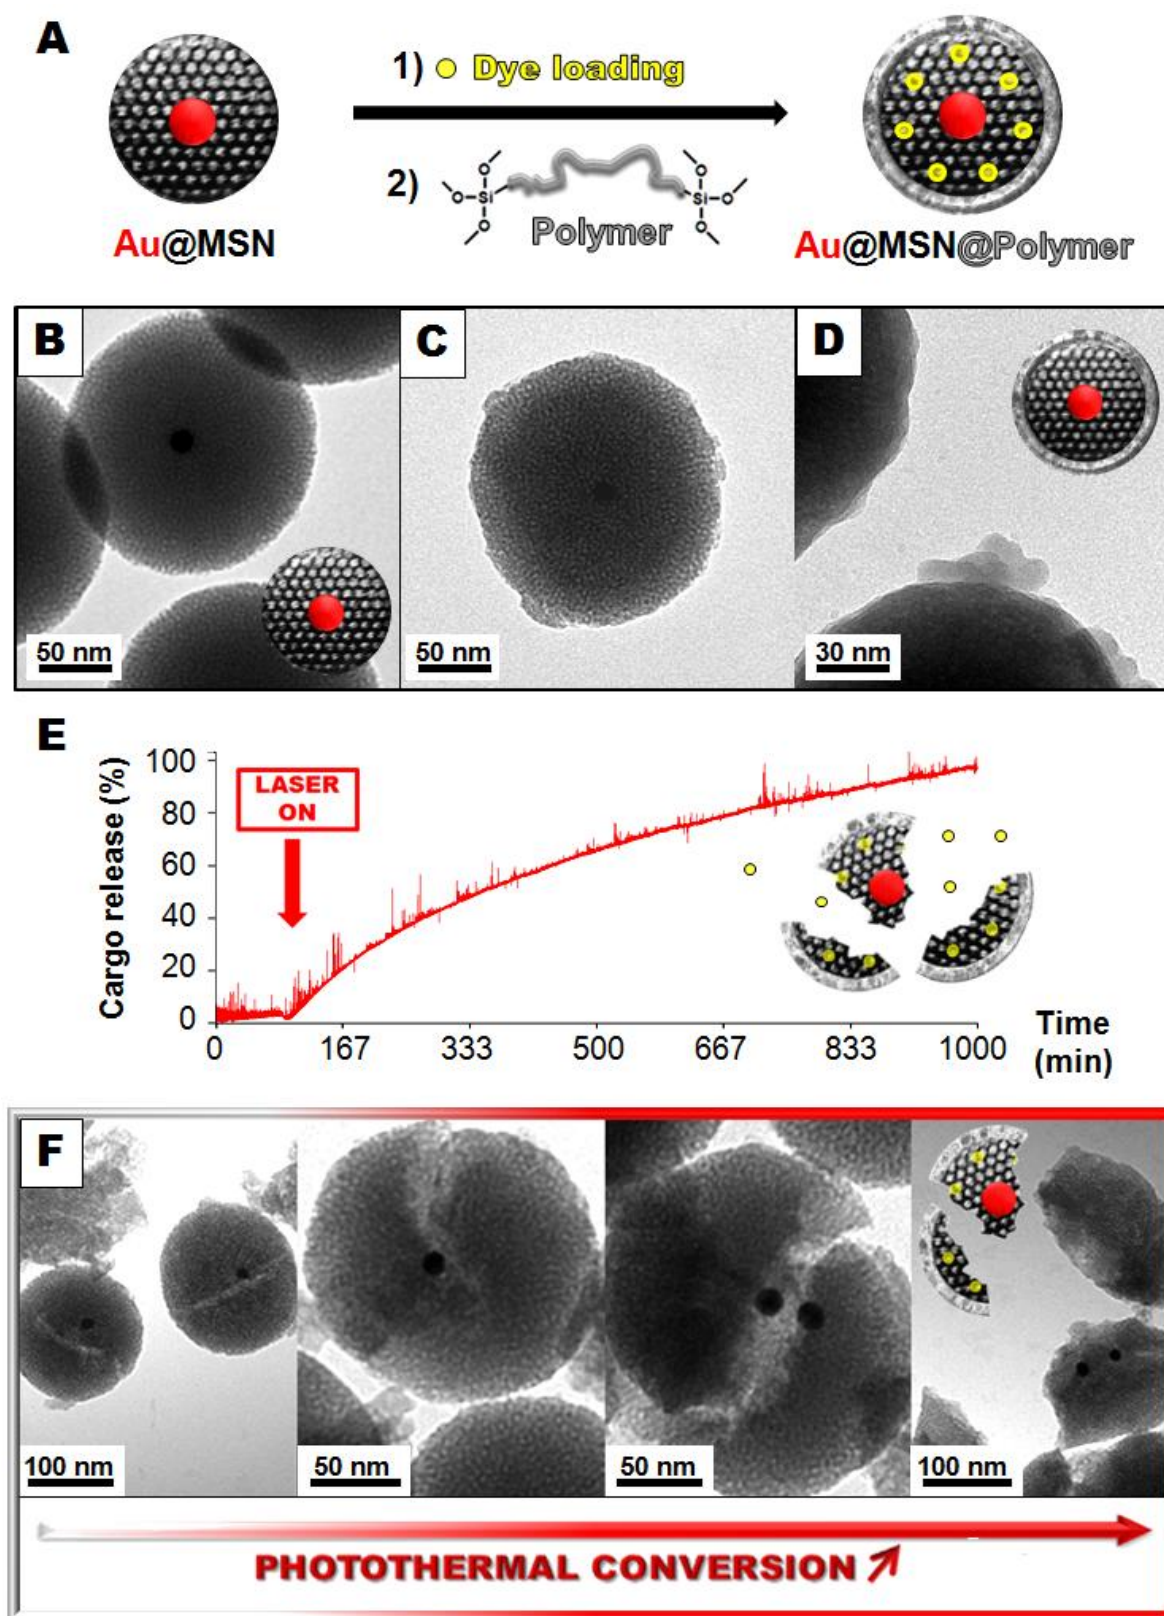 A
1) Dye loading
2)
O
O
Si
O
O
Si
O
O
Polymer
Au@MSN
Au@MSN@Polymer
B
C
D
50 nm
50 nm
30 nm
E
Cargo release (%)
100
80
60
40
20
0
LASER
ON
0
167
333
500
667
833
1000
Time
(min)
F
100 nm
50 nm
50 nm
100 nm
PHOTOTHERMAL CONVERSION